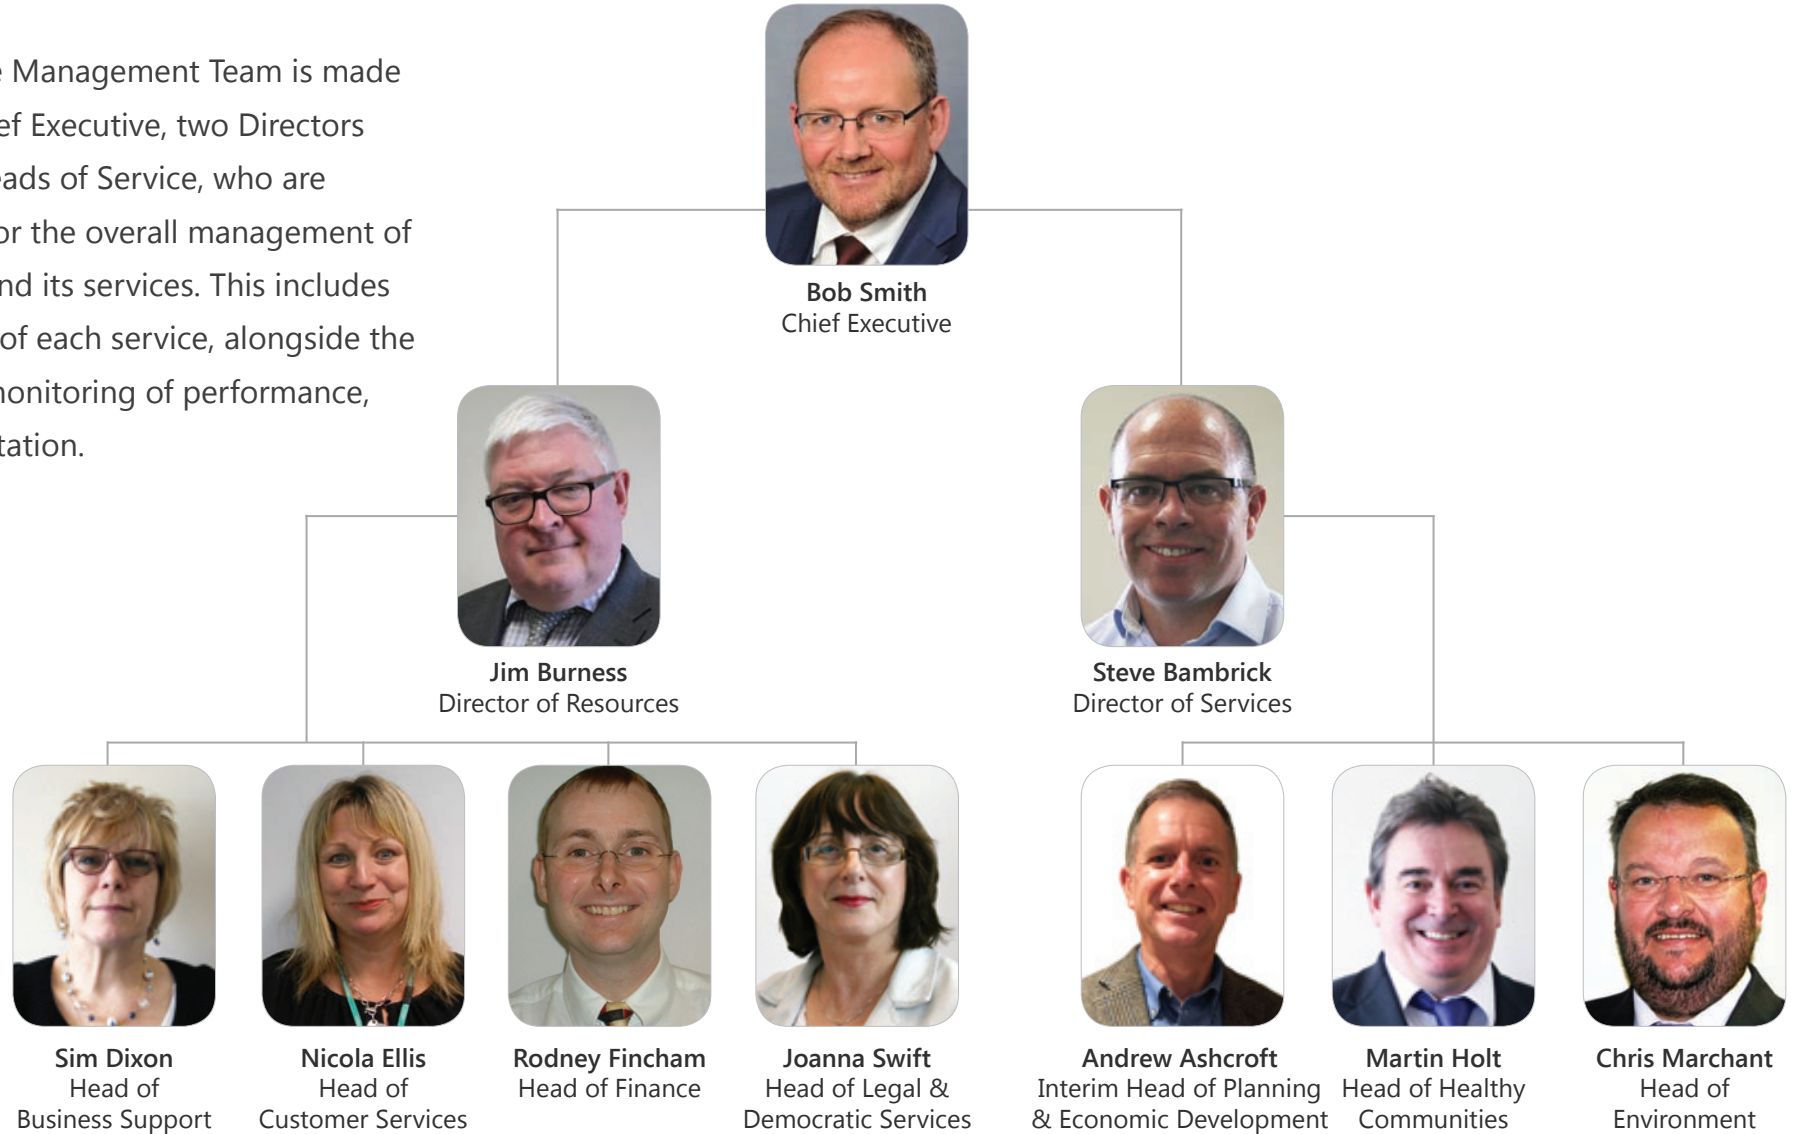 e Management Team is made
ef Executive, two Directors
eads of Service, who are
or the overall management of
nd its services. This includes
of each service, alongside the
monitoring of performance,
tation.
Bob Smith
Chief Executive
Jim Burness
Director of Resources
Steve Bambrick
Director of Services
Sim Dixon
Head of
Business Support
Nicola Ellis
Head of
Customer Services
Rodney Fincham
Head of Finance
Joanna Swift
Head of Legal &
Democratic Services
Andrew Ashcroft
Interim Head of Planning
& Economic Development
Martin Holt
Head of Healthy
Communities
Chris Marchant
Head of
Environment